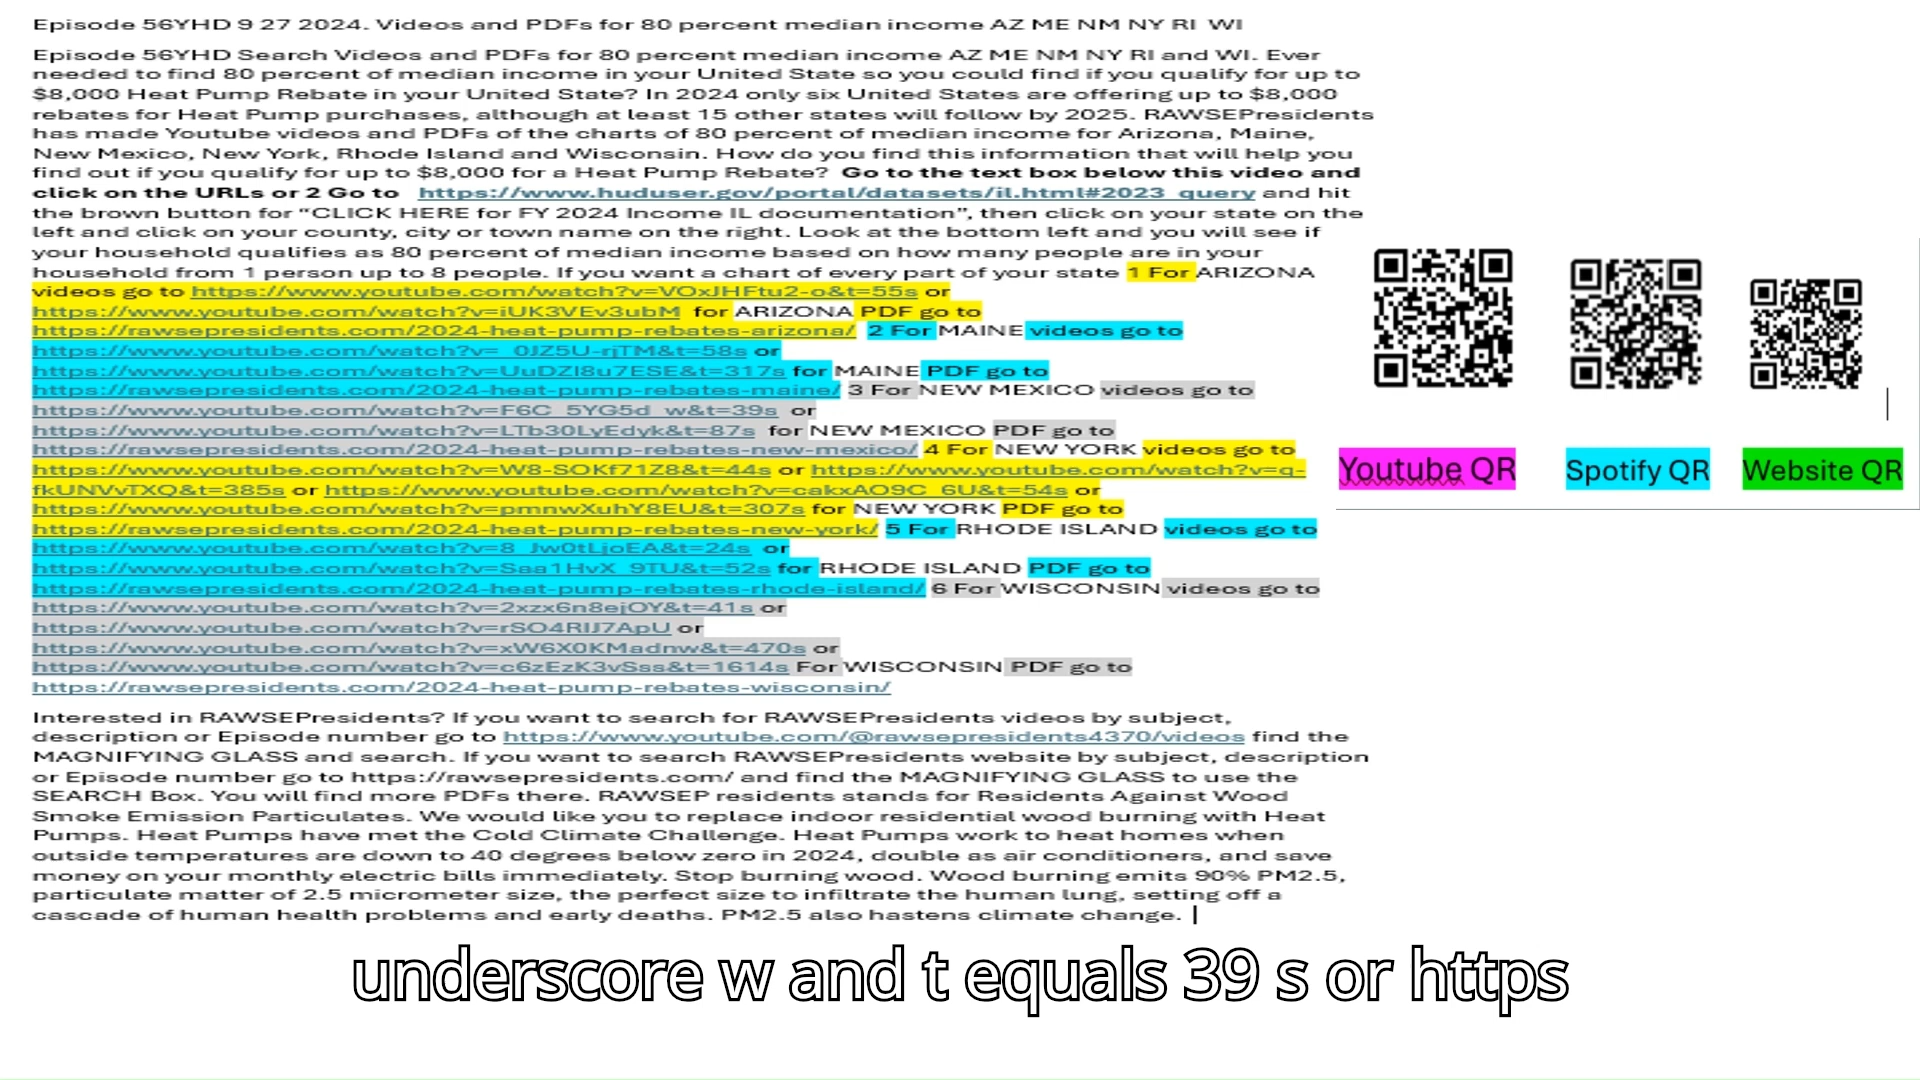 Episode 56YHD 9 27 2024. Videos and PDFs for 80 percent median income AZ ME NM NY RI WI
Episode 56YHD Search Videos and PDFs for 80 percent median income AZ ME NM NY RI and WI. Ever
needed to find 80 percent of median income in your United State so you could find if you qualify for up to
$8,000 Heat Pump Rebate in your United State? In 2024 only six United States are offering up to $8,000
rebates for Heat Pump purchases, although at least 15 other states will follow by 2025. RAWSEPresidents
has made Youtube videos and PDFs of the charts of 80 percent of median income for Arizona, Maine,
New Mexico, New York, Rhode Island and Wisconsin. How do you find this information that will help you
find out if you qualify for up to $8,000 for a Heat Pump Rebate? Go to the text box below this video and
click on the URLs or 2 Go to https://www.huduser.gov/portal/datasets/il.html#2023_query and hit
the brown button for “CLICK HERE for FY 2024 Income IL documentation”, then click on your state on the
left and click on your county, city or town name on the right. Look at the bottom left and you will see if
your household qualifies as 80 percent of median income based on how many people are in your
household from 1 person up to 8 people. If you want a chart of every part of your state 1 For ARIZONA
videos go to https://www.youtube.com/watch?v=VOxJHFtu2-o&t=55s or
https://www.youtube.com/watch?v=iUK3VEv3ubM for ARIZONA PDF go to
https://rawsepresidents.com/2024-heat-pump-rebates-arizona/ 2 For MAINE videos go to
https://www.youtube.com/watch?v=_0JZ5U-rjTM&t=58s or
https://www.youtube.com/watch?v=UuDZI8u7ESE&t=317s for MAINE PDF go to
https://rawsepresidents.com/2024-heat-pump-rebates-maine/ 3 For NEW MEXICO videos go to
https://www.youtube.com/watch?v=F6C_5YG5d_w&t=39s or
https://www.youtube.com/watch?v=LTb30LyEdyk&t=87s for NEW MEXICO PDF go to
https://rawsepresidents.com/2024-heat-pump-rebates-new-mexico/ 4 For NEW YORK videos go to
https://www.youtube.com/watch?v=W8-SOKf71Z8&t=44s or https://www.youtube.com/watch?v=q-
fkUNVvTXQ&t=385s or https://www.youtube.com/watch?v=cakxAO9C_6U&t=54s or
https://www.youtube.com/watch?v=pmnwXuhY8EU&t=307s for NEW YORK PDF go to
https://rawsepresidents.com/2024-heat-pump-rebates-new-york/ 5 For RHODE ISLAND videos go to
https://www.youtube.com/watch?v=8_Jw0tLjoEA&t=24s or
https://www.youtube.com/watch?v=Saa1HvX_9TU&t=52s for RHODE ISLAND PDF go to
https://rawsepresidents.com/2024-heat-pump-rebates-rhode-island/ 6 For WISCONSIN videos go to
https://www.youtube.com/watch?v=2xzx6n8ejOY&t=41s or
https://www.youtube.com/watch?v=rSO4RIJ7ApU or
https://www.youtube.com/watch?v=xW6X0KMadnw&t=470s or
https://www.youtube.com/watch?v=c6zEzK3vSss&t=1614s For WISCONSIN PDF go to
https://rawsepresidents.com/2024-heat-pump-rebates-wisconsin/
Interested in RAWSEPresidents? If you want to search for RAWSEPresidents videos by subject,
description or Episode number go to https://www.youtube.com/@rawsepresidents4370/videos find the
MAGNIFYING GLASS and search. If you want to search RAWSEPresidents website by subject, description
or Episode number go to https://rawsepresidents.com/ and find the MAGNIFYING GLASS to use the
SEARCH Box. You will find more PDFs there. RAWSEP residents stands for Residents Against Wood
Smoke Emission Particulates. We would like you to replace indoor residential wood burning with Heat
Pumps. Heat Pumps have met the Cold Climate Challenge. Heat Pumps work to heat homes when
outside temperatures are down to 40 degrees below zero in 2024, double as air conditioners, and save
money on your monthly electric bills immediately. Stop burning wood. Wood burning emits 90% PM2.5,
particulate matter of 2.5 micrometer size, the perfect size to infiltrate the human lung, setting off a
cascade of human health problems and early deaths. PM2.5 also hastens climate change.
Youtube QR
Spotify QR
Website QR
underscore w and t equals 39 s or https